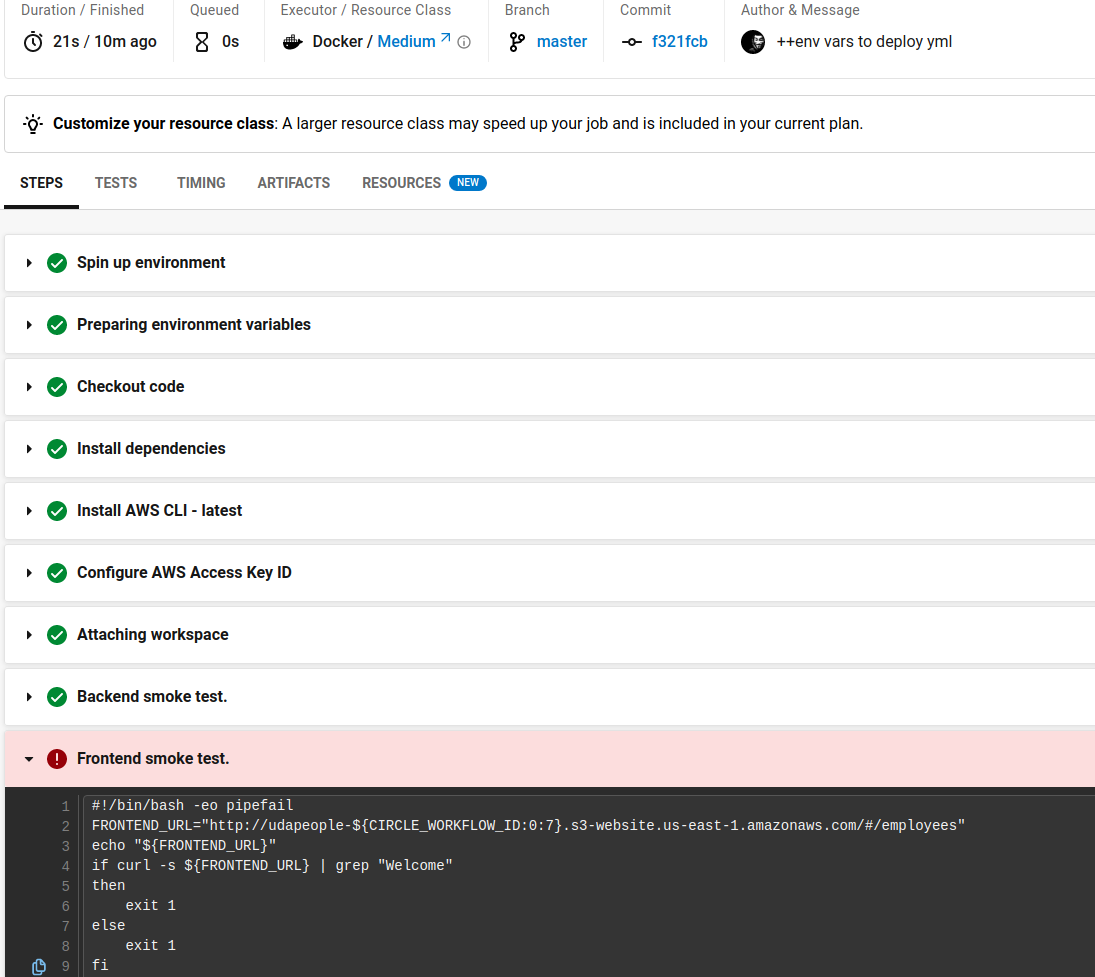 Duration / Finished Queued Executor / Resource Class Branch Commit Author & Message
21s / 10m ago 0s Docker / Medium master f321fcb ++env vars to deploy yml
Customize your resource class: A larger resource class may speed up your job and is included in your current plan.
STEPS TESTS TIMING ARTIFACTS RESOURCES NEW
Spin up environment
Preparing environment variables
Checkout code
Install dependencies
Install AWS CLI - latest
Configure AWS Access Key ID
Attaching workspace
Backend smoke test.
Frontend smoke test.
1 #!/bin/bash -eo pipefail
2 FRONTEND_URL="http://udapeople-${CIRCLE_WORKFLOW_ID:0:7}.s3-website.us-east-1.amazonaws.com/#/employees"
3 echo "${FRONTEND_URL}"
4 if curl -s ${FRONTEND_URL} | grep "Welcome"
5 then
6     exit 1
7 else
8     exit 1
9 fi